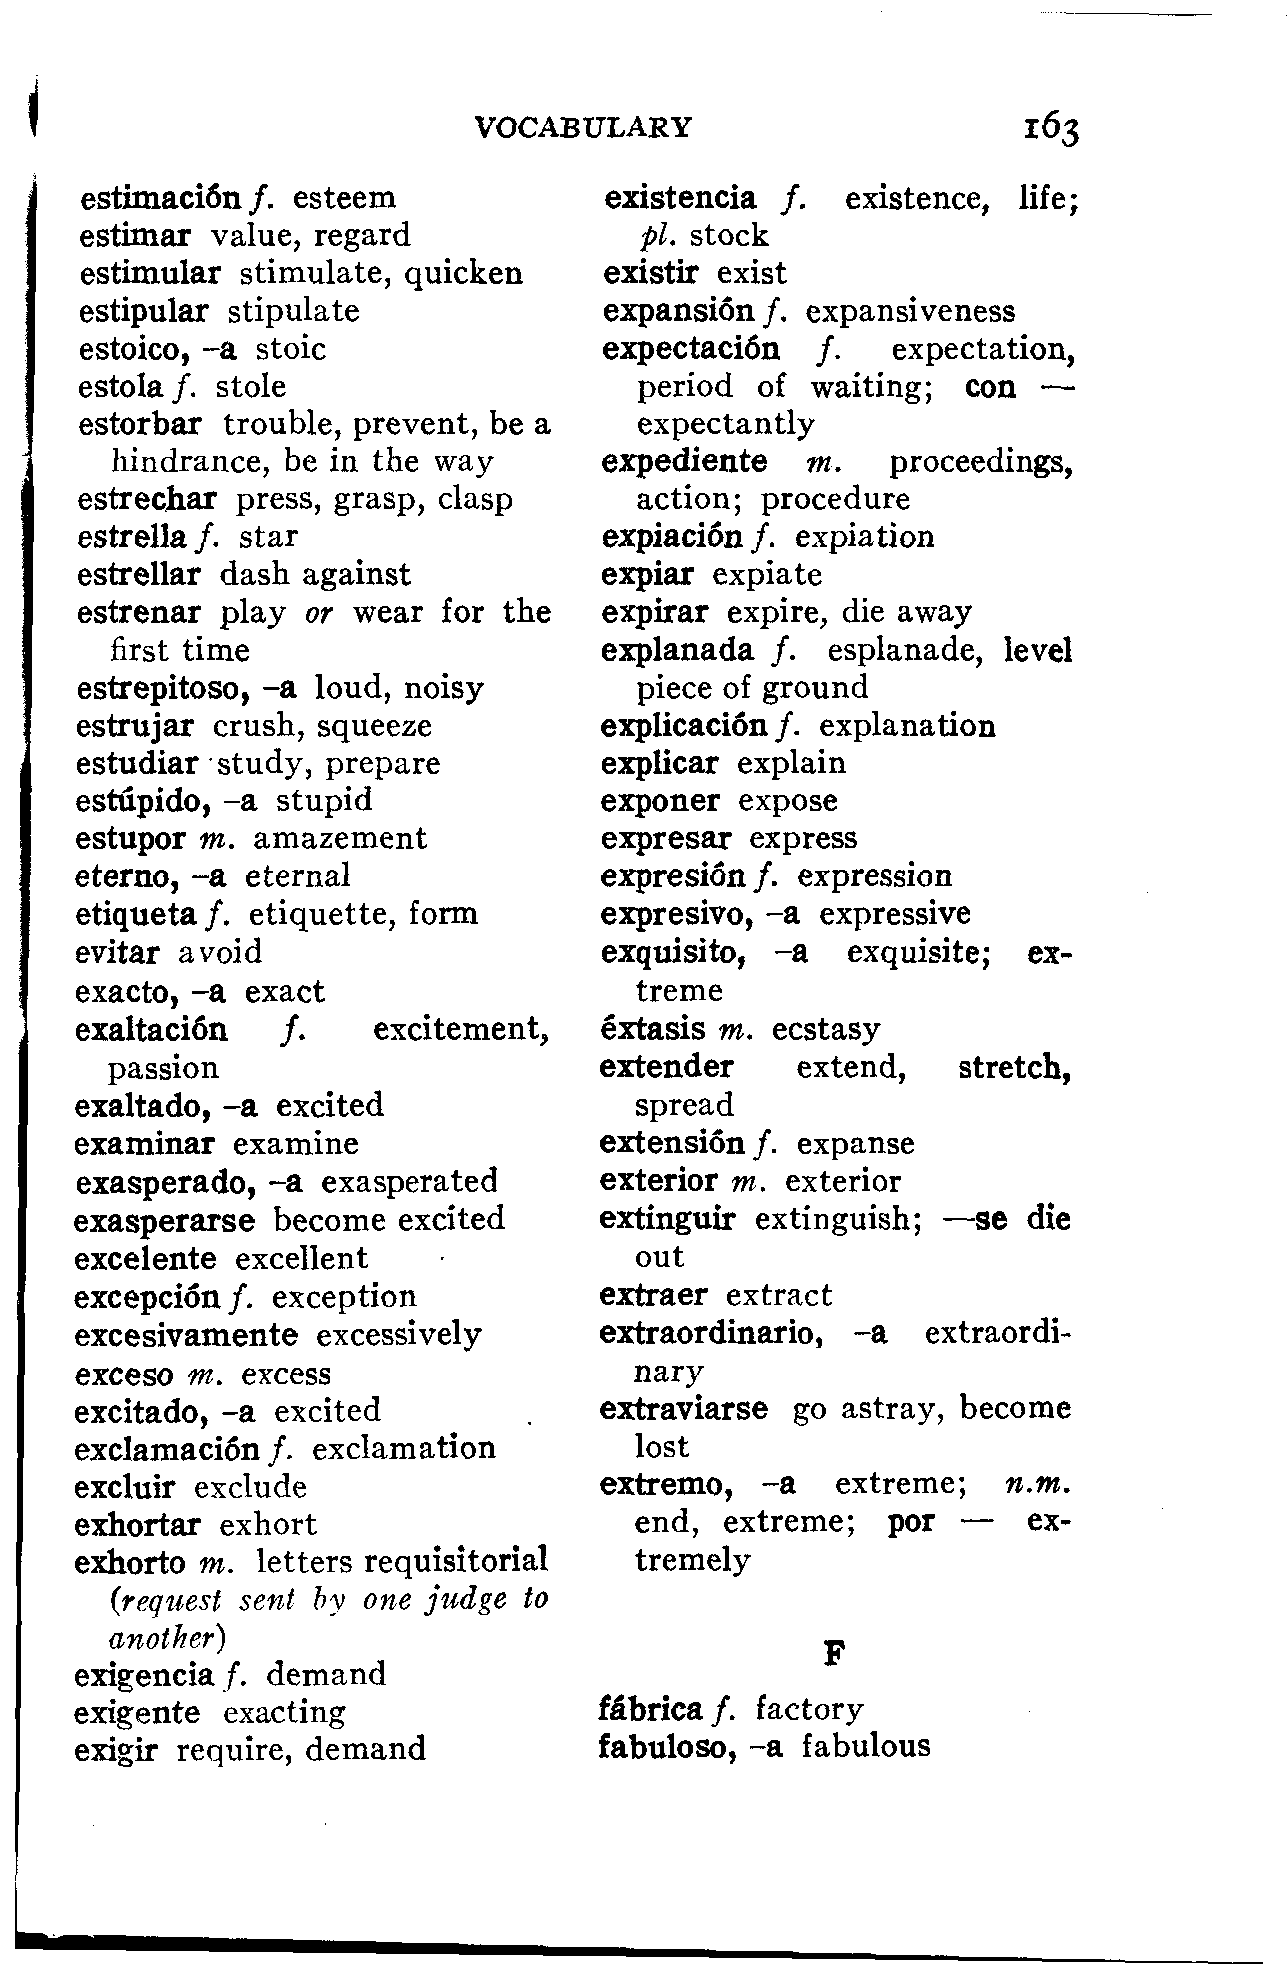 VOCABULARY 163
estimación f. esteem
estimar value, regard
estimular stimulate, quicken
estipular stipulate
estoico, –a stoic
estola f. stole
estorbar trouble, prevent, be a
hindrance, be in the way
estrechar press, grasp, clasp
estrella f. star
estrellar dash against
estrenar play or wear for the
first time
estrepitoso, –a loud, noisy
estrujar crush, squeeze
estudiar study, prepare
estúpido, –a stupid
estupor m. amazement
eterno, –a eternal
etiqueta f. etiquette, form
evitar avoid
exacto, –a exact
exaltación f. excitement,
passion
exaltado, –a excited
examinar examine
exasperado, –a exasperated
exasperarse become excited
excelente excellent
excepción f. exception
excesivamente excessively
exceso m. excess
excitado, –a excited
exclamación f. exclamation
excluir exclude
exhortar exhort
exhorto m. letters requisitorial
(request sent by one judge to
another)
exigencia f. demand
exigente exacting
exigir require, demand
existencia f. existence, life;
pl. stock
existir exist
expansión f. expansiveness
expectación f. expectation,
period of waiting; con —
expectantly
expediente m. proceedings,
action; procedure
expiación f. expiation
expiar expiate
expirar expire, die away
explanada f. esplanade, level
piece of ground
explicación f. explanation
explicar explain
exponer expose
expresar express
expresión f. expression
expresivo, –a expressive
exquisito, –a exquisite; ex-
treme
éxtasis m. ecstasy
extender extend, stretch,
spread
extensión f. expanse
exterior m. exterior
extinguir extinguish; —se die
out
extraer extract
extraordinario, –a extraordi-
nary
extraviarse go astray, become
lost
extremo, –a extreme; n.m.
end, extreme; por — ex-
tremely
F
fábrica f. factory
fabuloso, –a fabulous